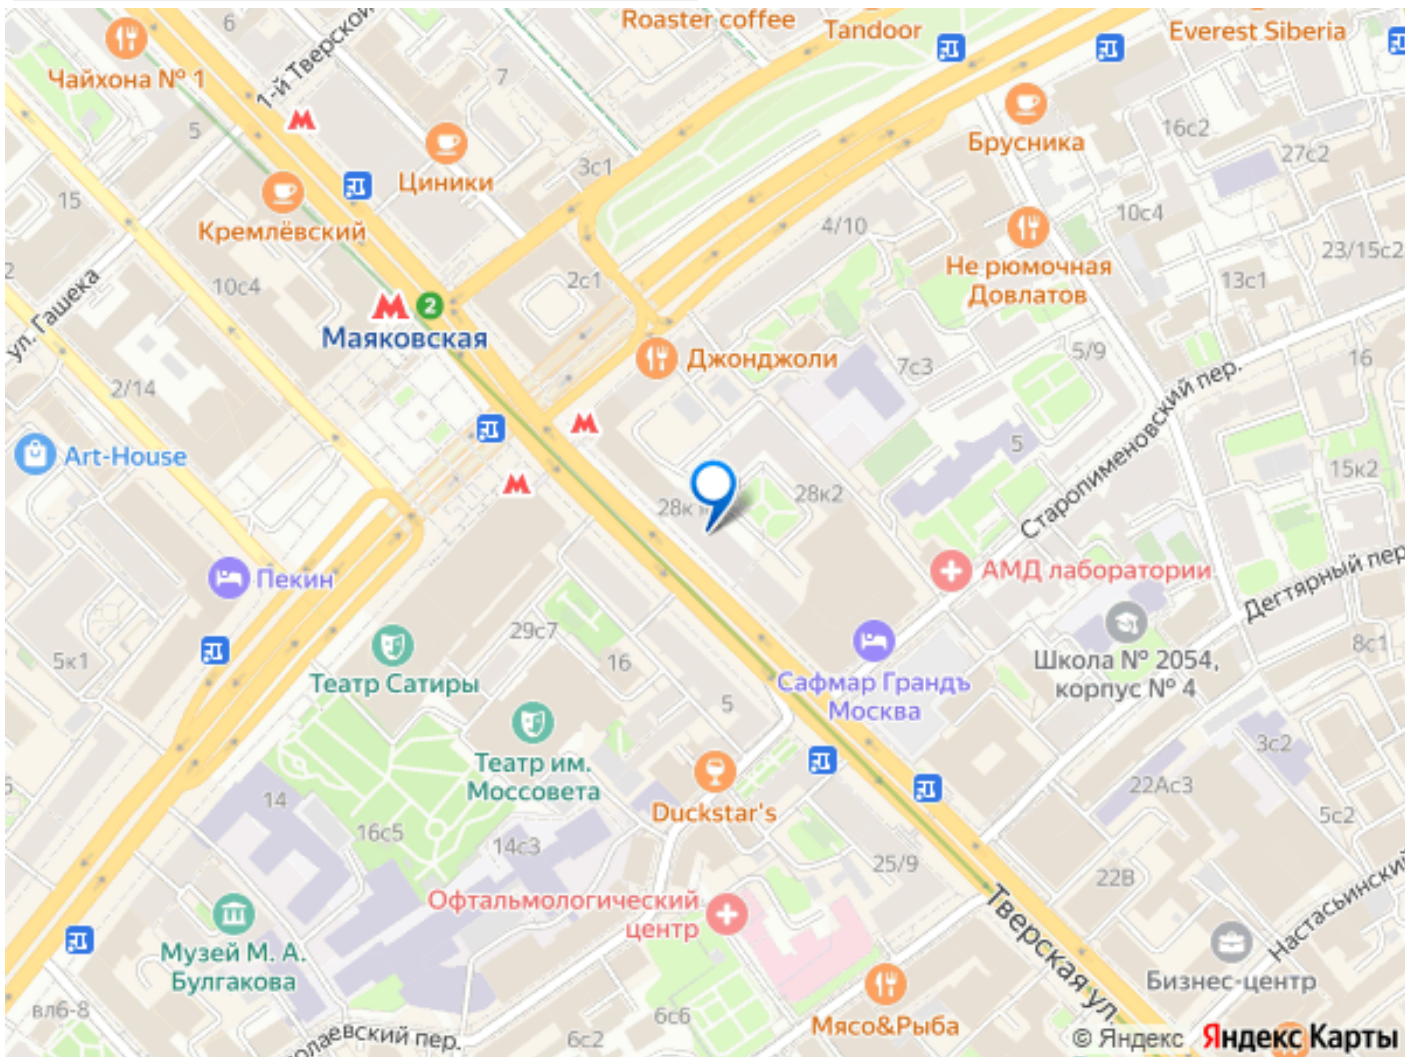 Roaster coffee
Tandoor
Everest Siberia
6
Чайхона № 1
1-й Тверской
7
5
Циники
3с1
Брусника
16с2
27с2
15
Кремлёвский
4/10
10с4
Не рюмочная
Довлатов
23/15с2
13с1
2
ул. Гашека
10с4
2с1
2
Маяковская
Джонджоли
7с3
5/9
16
2/14
Старопименовский пер.
Art-House
5
15к2
28к
28к2
Пекин
АМД лаборатории
Дегтярный пер
29с7
16
5к1
Театр Сатиры
Сафмар Грандъ
Москва
Школа № 2054,
корпус № 4
8с1
5
3с2
Театр им.
Моссовета
22Ас3
14
Duckstar's
5с2
16с5
14с3
25/9
22В
Офтальмологический
центр
Тверская ул.
Настасьинский
Музей М. А.
Булгакова
Бизнес-центр
вл6-8
олаевский пер.
6с2
6с6
Мясо&Рыба
© Яндекс Яндекс Карты